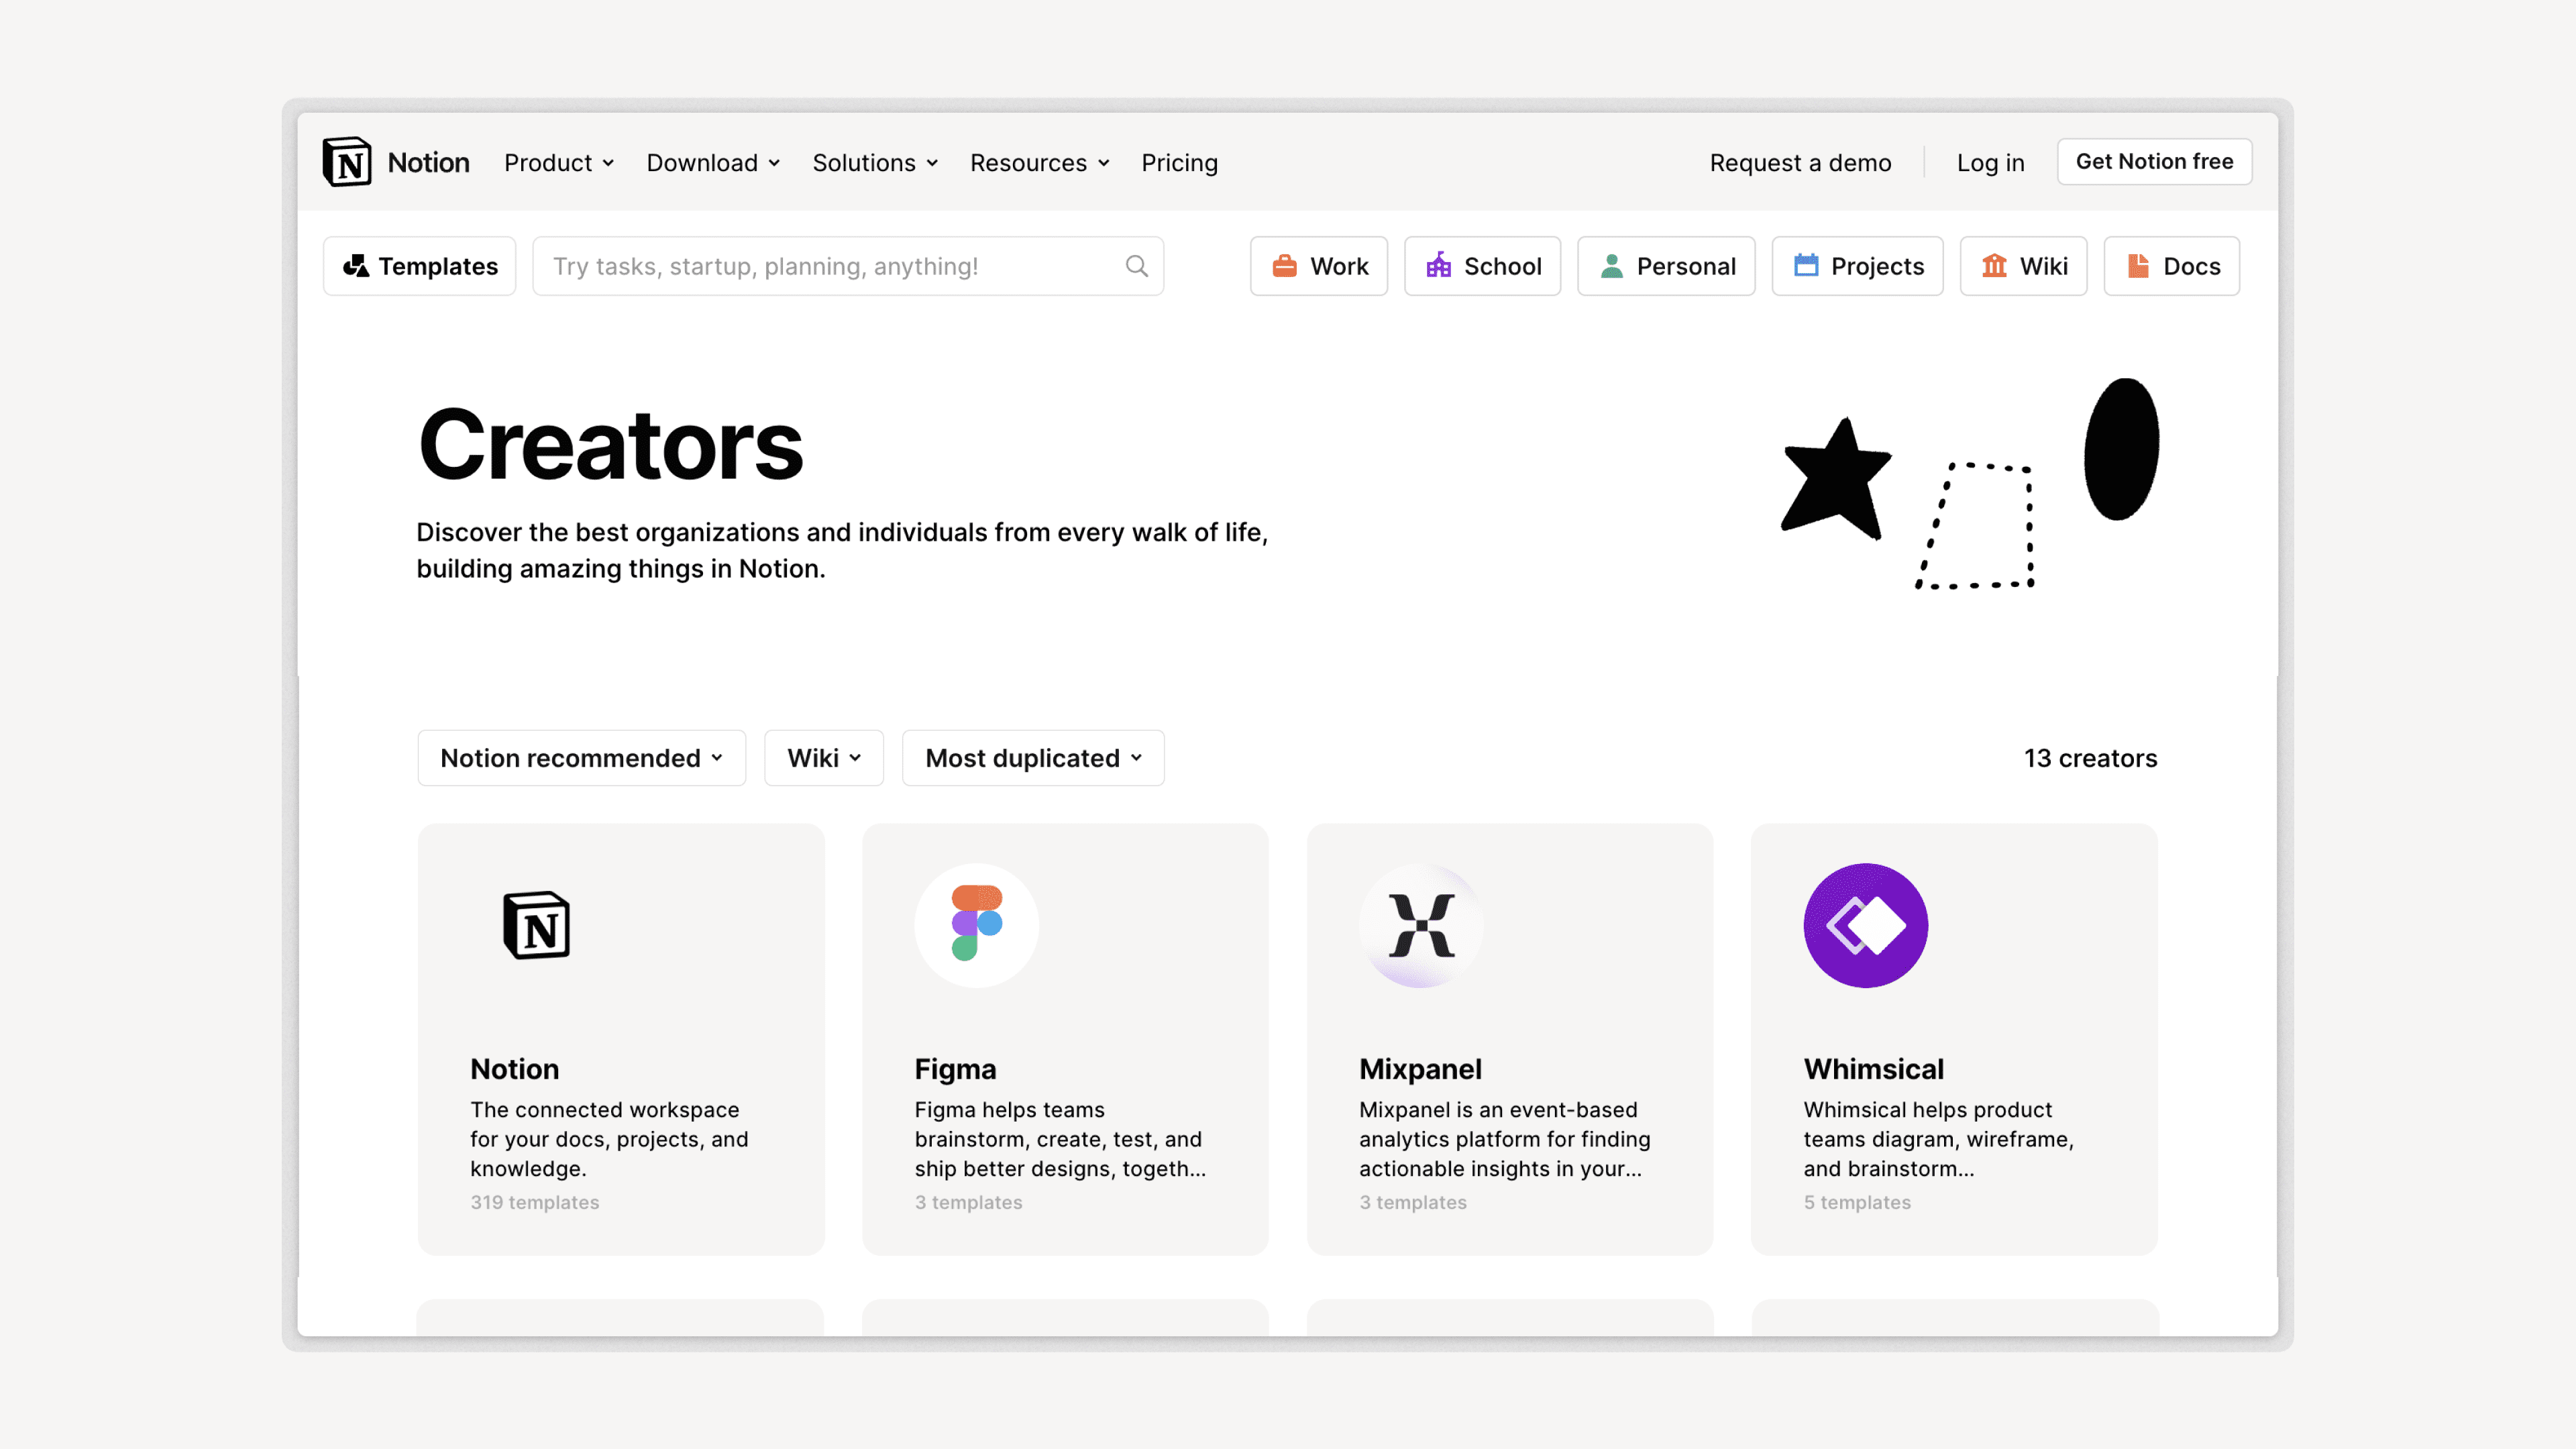 N Notion Product Download Solutions Resources Pricing Request a demo Log in Get Notion free
Templates Try tasks, startup, planning, anything! Work School Personal Projects Wiki Docs
Creators
Discover the best organizations and individuals from every walk of life,
building amazing things in Notion.
Notion recommended Wiki Most duplicated 13 creators
N
Notion
The connected workspace
for your docs, projects, and
knowledge.
319 templates
Figma
Figma helps teams
brainstorm, create, test, and
ship better designs, togeth...
3 templates
Mixpanel
Mixpanel is an event-based
analytics platform for finding
actionable insights in your...
3 templates
Whimsical
Whimsical helps product
teams diagram, wireframe,
and brainstorm...
5 templates